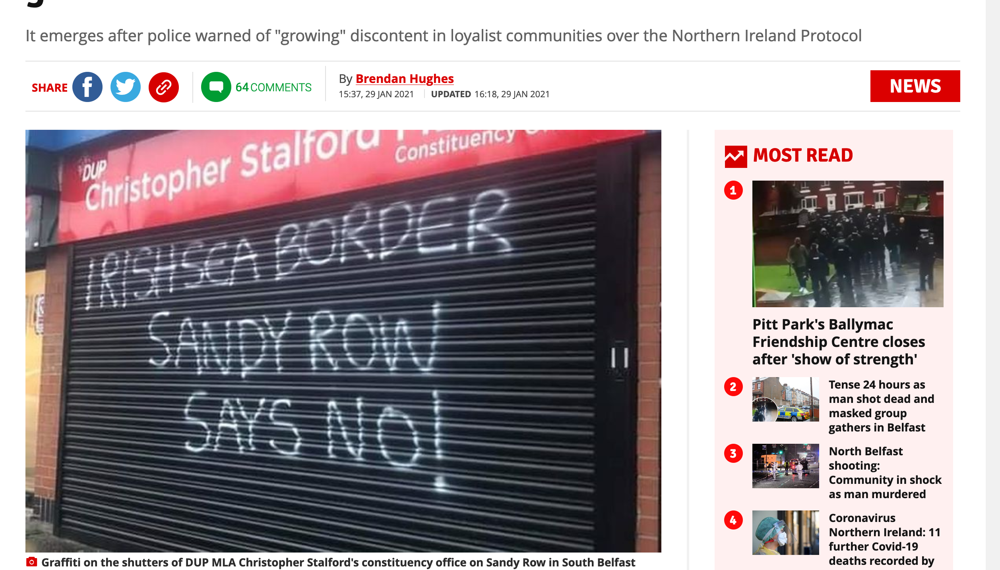 It emerges after police warned of "growing" discontent in loyalist communities over the Northern Ireland Protocol
SHARE
64 COMMENTS
By Brendan Hughes
15:37, 29 JAN 2021
UPDATED 16:18, 29 JAN 2021
NEWS
DUP
Christopher Stalford
Constituency
IRISH SEA BORDER
SANDY ROW
SAYS NO!
Graffiti on the shutters of DUP MLA Christopher Stalford's constituency office on Sandy Row in South Belfast
MOST READ
1
Pitt Park's Ballymac
Friendship Centre closes
after 'show of strength'
2
Tense 24 hours as
man shot dead and
masked group
gathers in Belfast
3
North Belfast
shooting:
Community in shock
as man murdered
4
Coronavirus
Northern Ireland: 11
further Covid-19
deaths recorded by